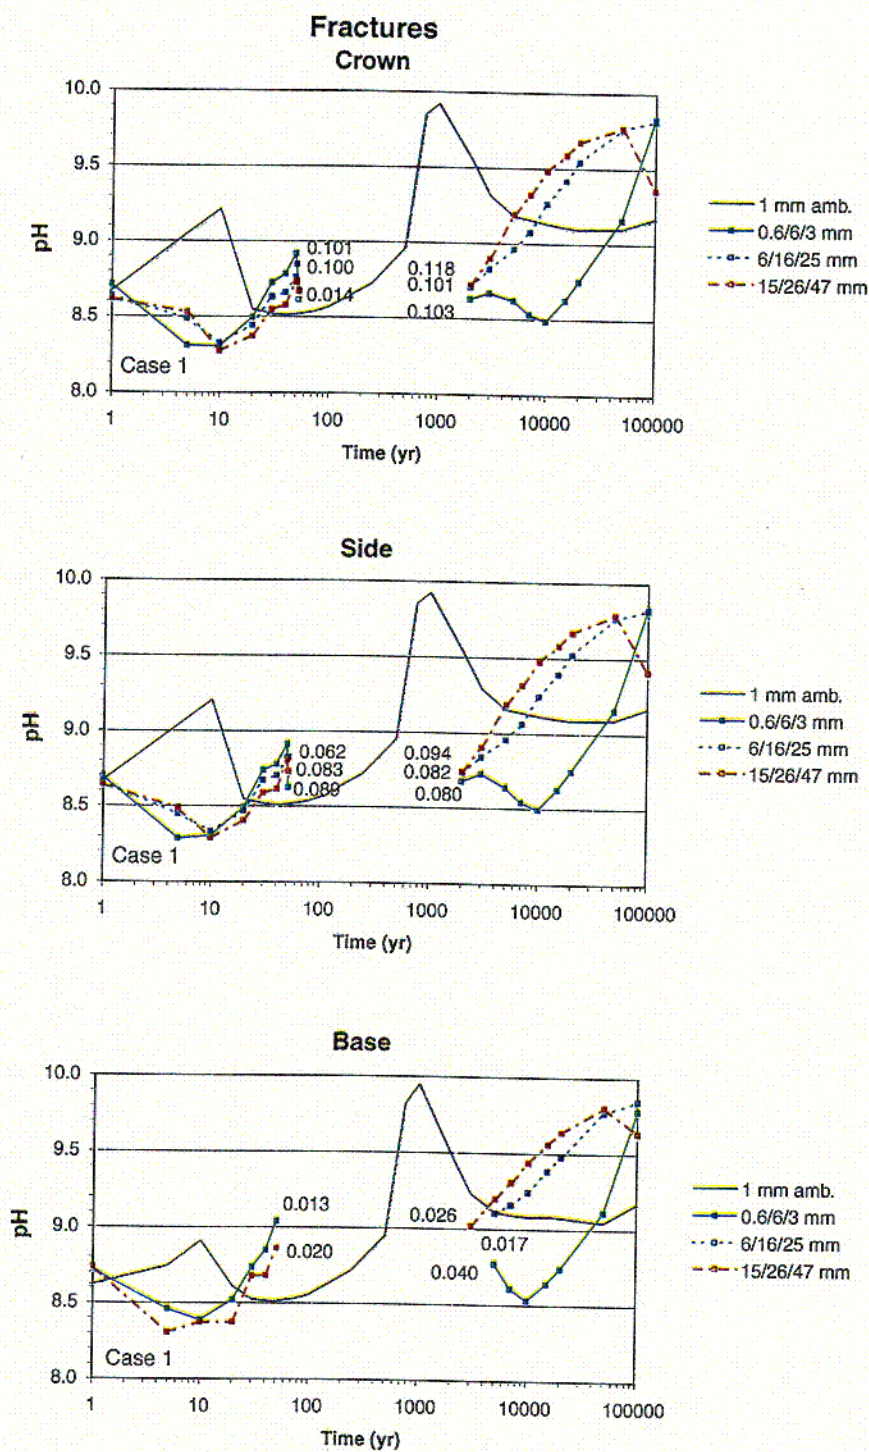 Fractures
Crown
10.0
9.5
9.0
8.5
8.0
pH
0.101
0.100
0.014
0.118
0.101
0.103
Case 1
1 10 100 1000 10000 100000
Time (yr)
1 mm amb.
0.6/6/3 mm
6/16/25 mm
15/26/47 mm
Side
10.0
9.5
9.0
8.5
8.0
pH
0.062
0.083
0.089
0.094
0.082
0.080
Case 1
1 10 100 1000 10000 100000
Time (yr)
1 mm amb.
0.6/6/3 mm
6/16/25 mm
15/26/47 mm
Base
10.0
9.5
9.0
8.5
8.0
pH
0.013
0.020
0.026
0.017
0.040
Case 1
1 10 100 1000 10000 100000
Time (yr)
1 mm amb.
0.6/6/3 mm
6/16/25 mm
15/26/47 mm